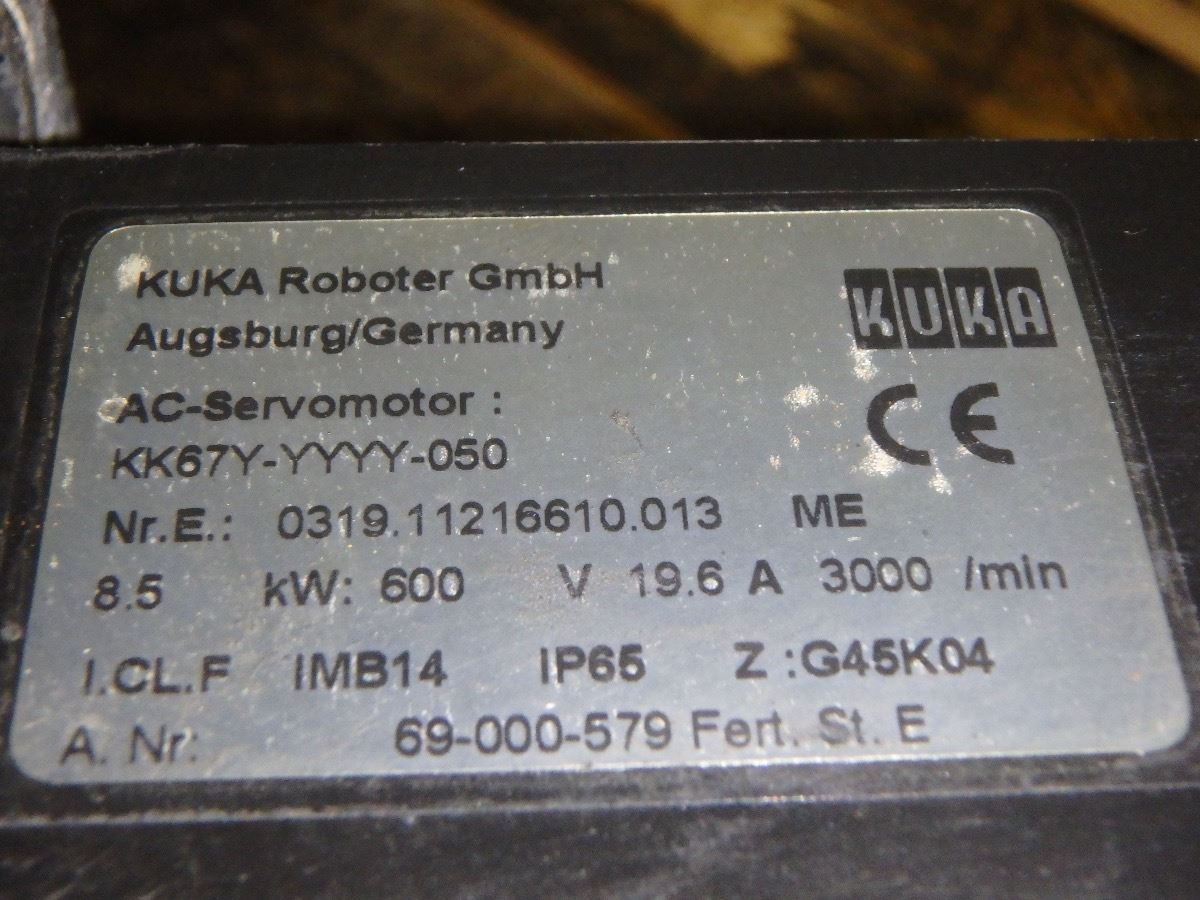 KUKA Roboter GmbH
Augsburg/Germany
KUKA
AC-Servomotor :
CE
KK67Y-YYYY-050
Nr.E.: 0319.11216610.013 ME
8.5 kW: 600 V 19.6 A 3000 /min
I.CL.F IMB14 IP65 Z :G45K04
A. Nr: 69-000-579 Fert. St. E